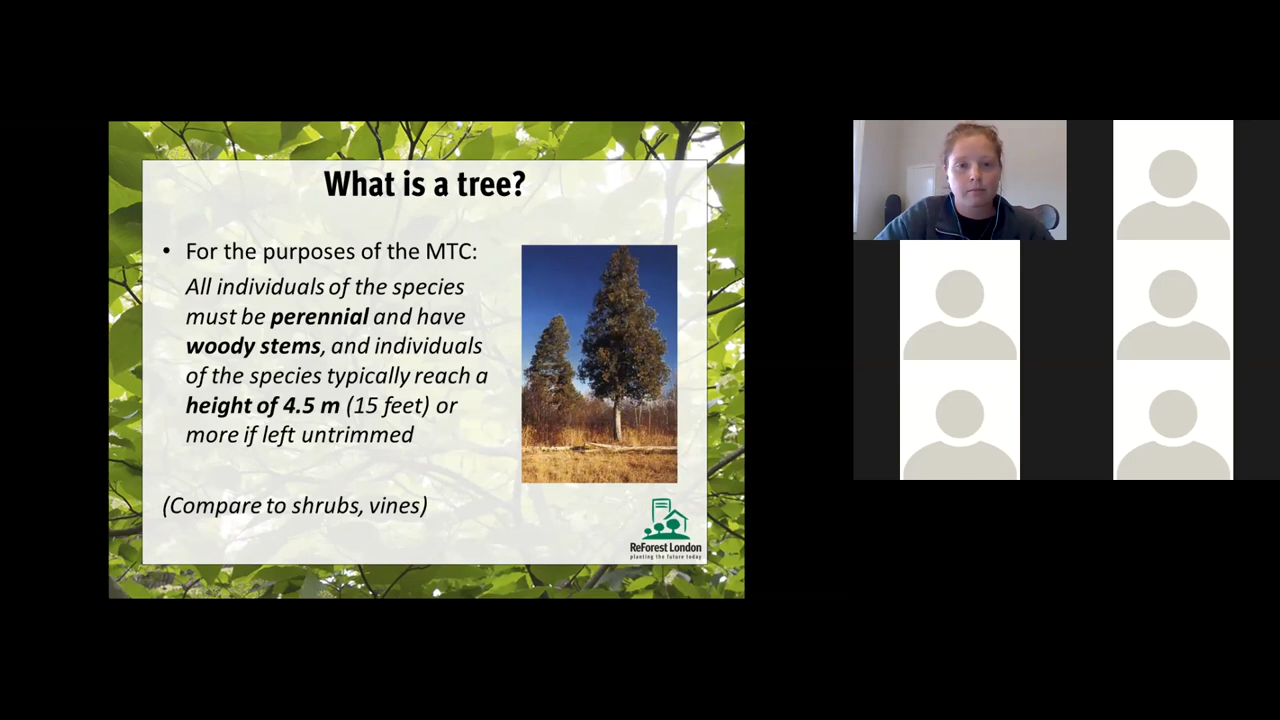 What is a tree?
• For the purposes of the MTC:
All individuals of the species
must be perennial and have
woody stems, and individuals
of the species typically reach a
height of 4.5 m (15 feet) or
more if left untrimmed
(Compare to shrubs, vines)
ReForest London
planting the future today